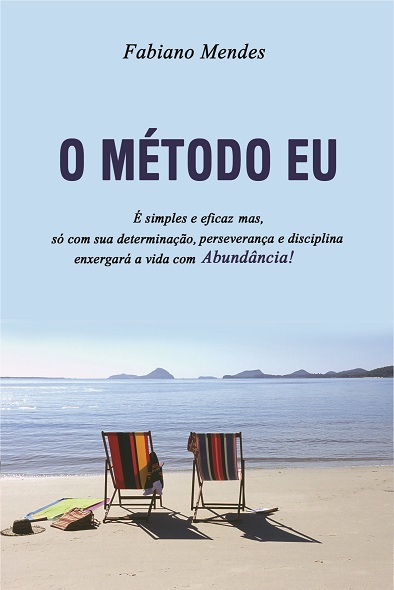 Fabiano Mendes
O MÉTODO EU
É simples e eficaz mas,
só com sua determinação, perseverança e disciplina
enxergará a vida com Abundância!